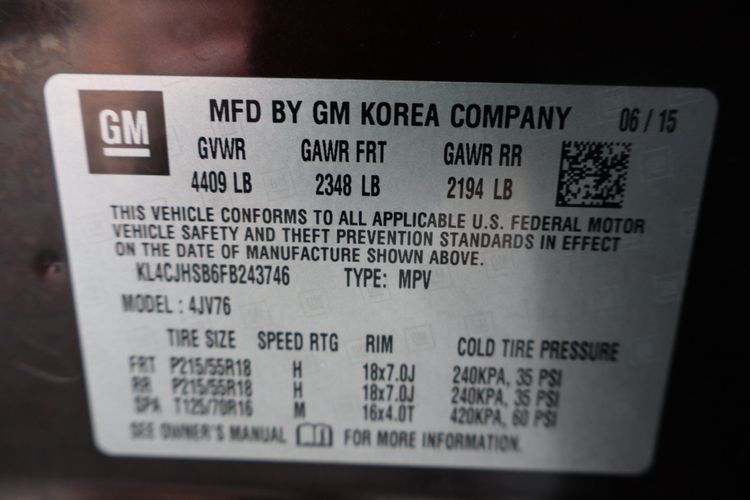 GM
MFD BY GM KOREA COMPANY 06 / 15
GVWR GAWR FRT GAWR RR
4409 LB 2348 LB 2194 LB
THIS VEHICLE CONFORMS TO ALL APPLICABLE U.S. FEDERAL MOTOR
VEHICLE SAFETY AND THEFT PREVENTION STANDARDS IN EFFECT
ON THE DATE OF MANUFACTURE SHOWN ABOVE.
KL4CJHSB6FB243746 TYPE: MPV
MODEL : 4JV76
TIRE SIZE SPEED RTG RIM COLD TIRE PRESSURE
FRT P215/55R18 H 18x7.0J 240KPA, 35 PSI
RR P215/55R18 H 18x7.0J 240KPA, 35 PSI
SPA T125/70R16 M 16x4.0T 420KPA, 60 PSI
SEE OWNER'S MANUAL FOR MORE INFORMATION.